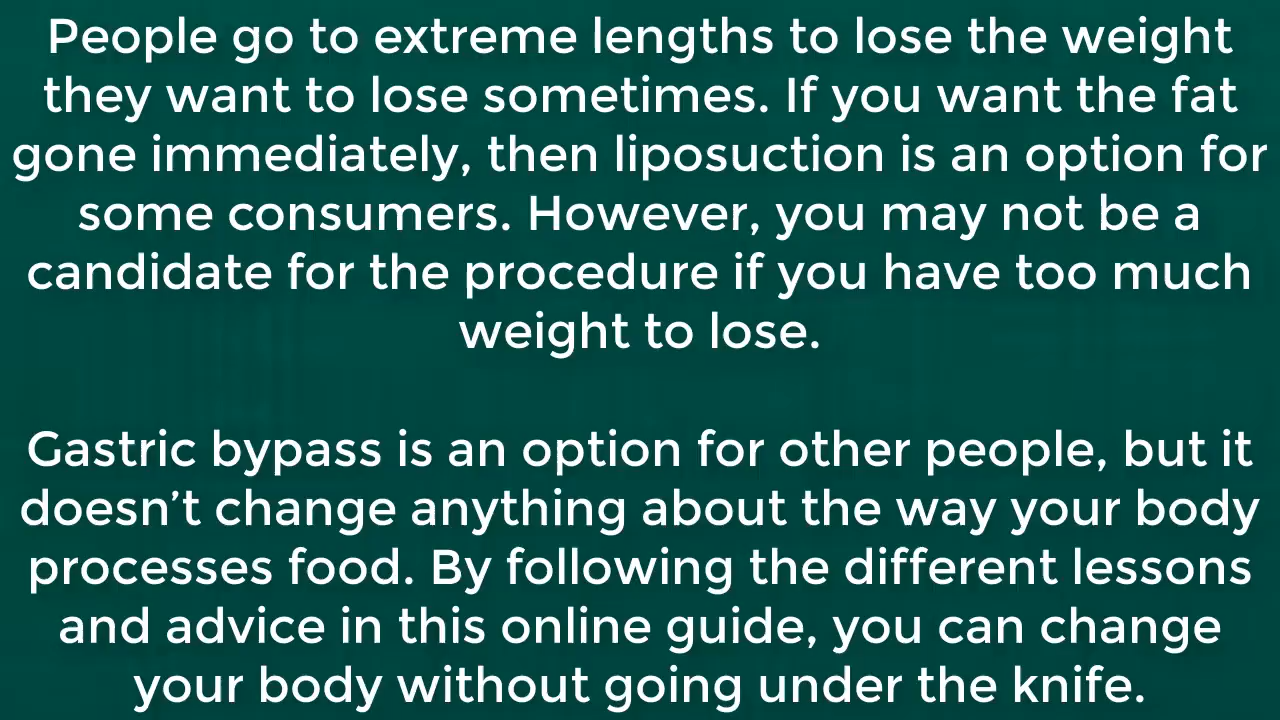 People go to extreme lengths to lose the weight
they want to lose sometimes. If you want the fat
gone immediately, then liposuction is an option for
some consumers. However, you may not be a
candidate for the procedure if you have too much
weight to lose.
Gastric bypass is an option for other people, but it
doesn’t change anything about the way your body
processes food. By following the different lessons
and advice in this online guide, you can change
your body without going under the knife.